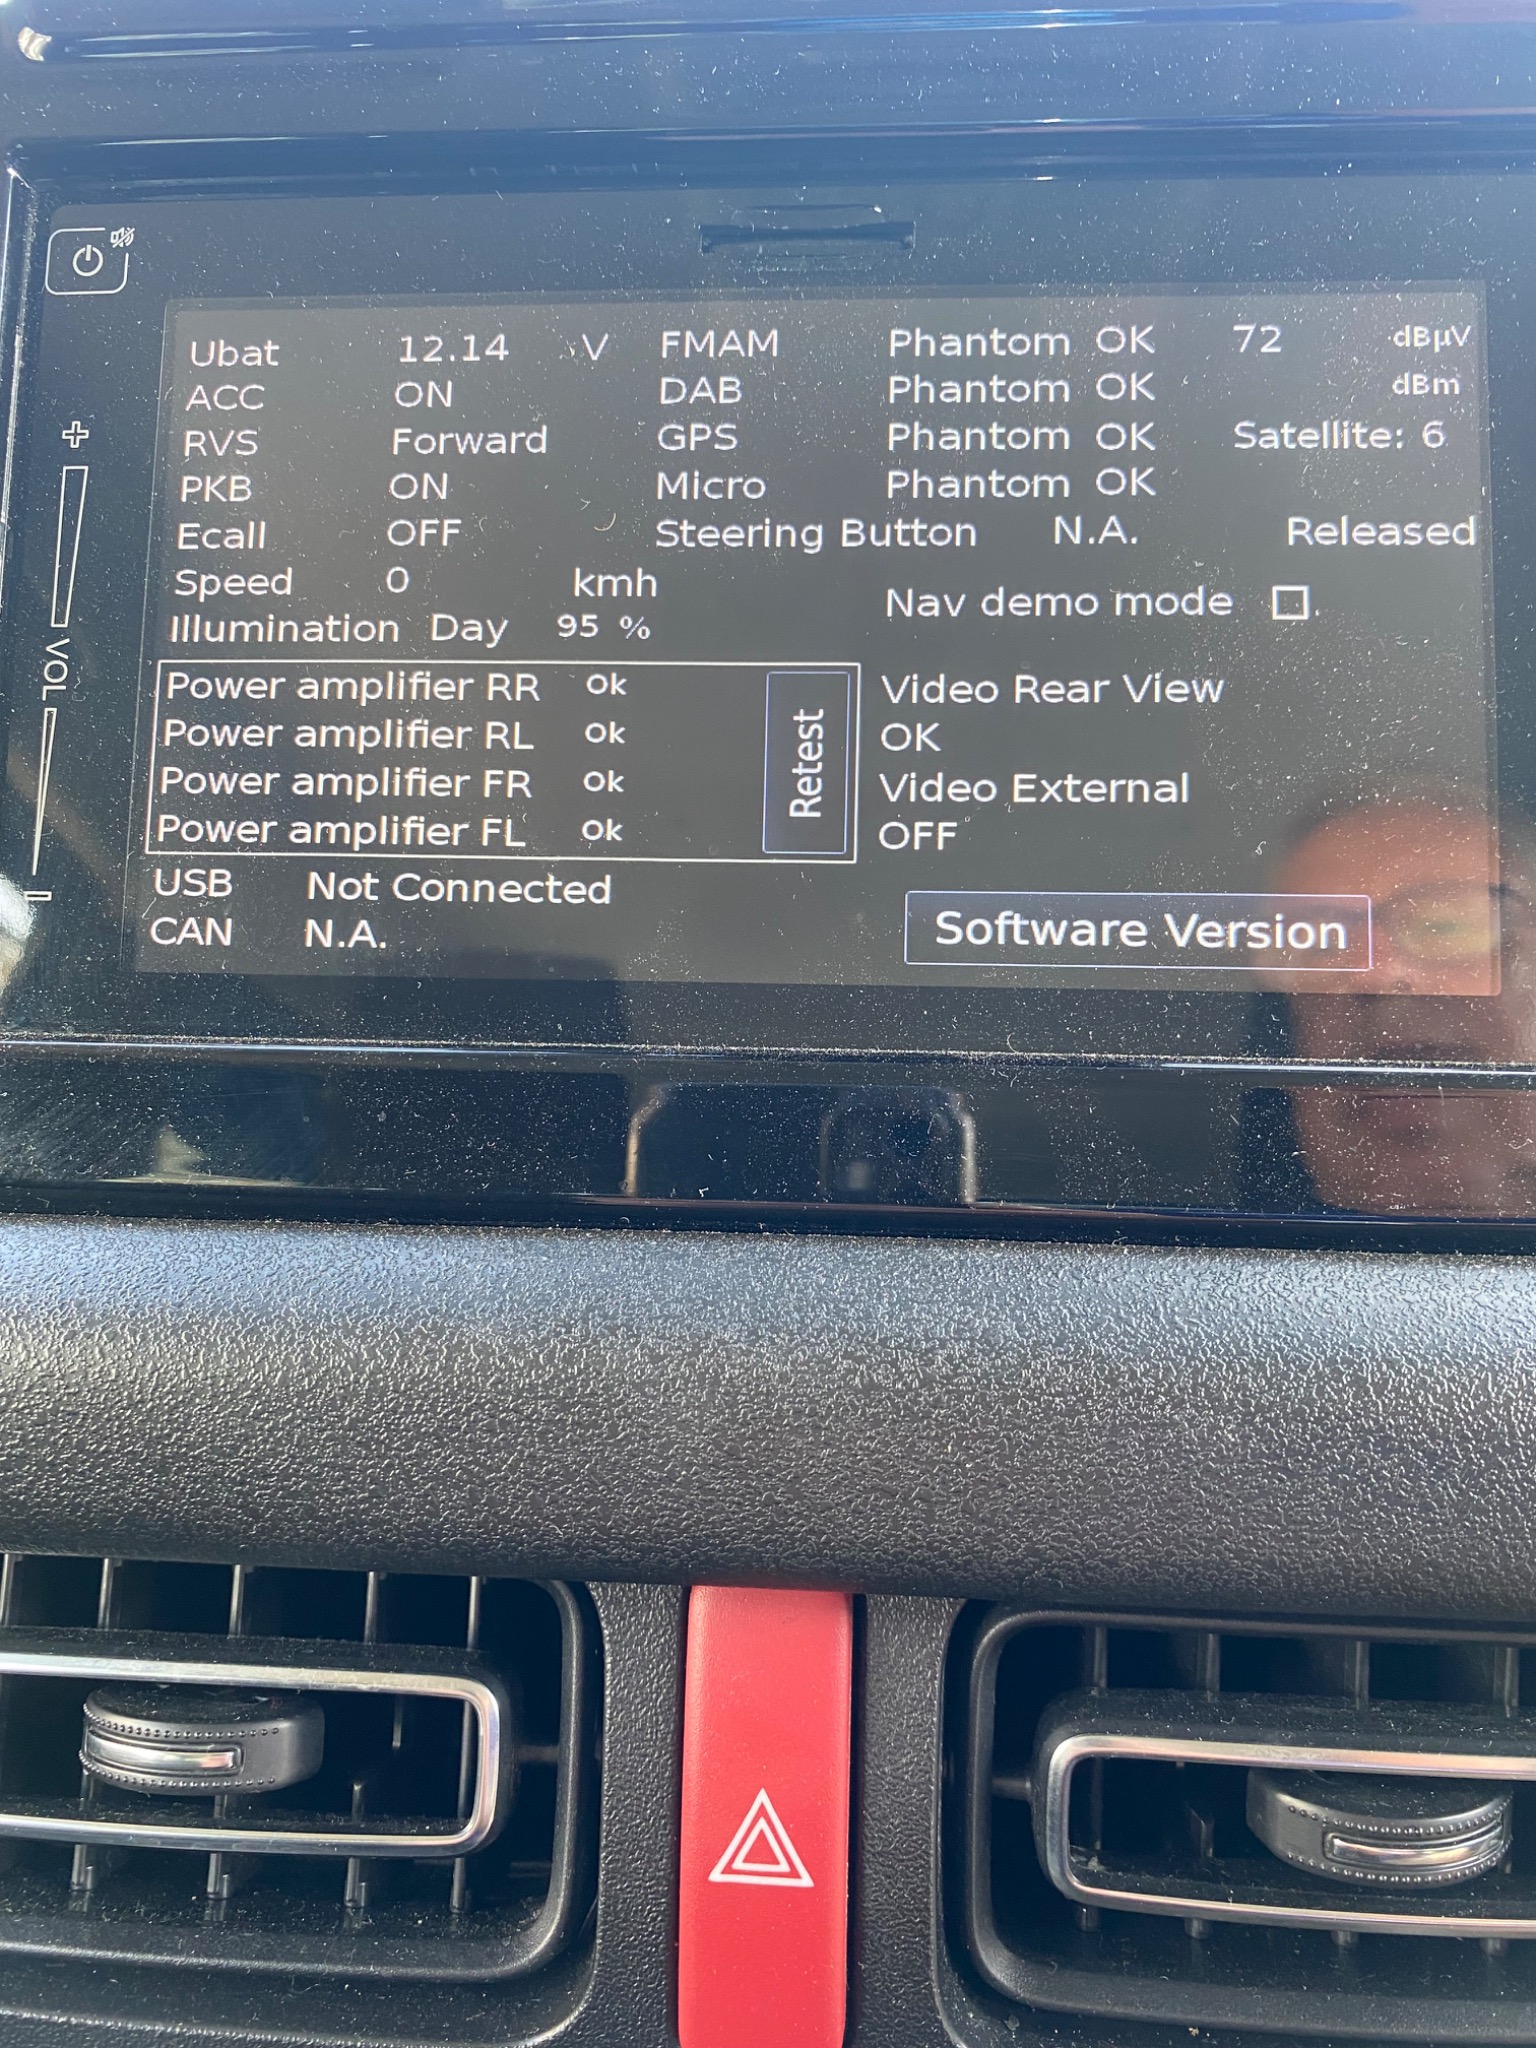 Ubat 12.14 V FMAM Phantom OK 72 dBµV
ACC ON DAB Phantom OK dBm
RVS Forward GPS Phantom OK Satellite: 6
PKB ON Micro Phantom OK
Ecall OFF Steering Button N.A. Released
Speed 0 kmh Nav demo mode
Illumination Day 95 %
Power amplifier RR Ok Video Rear View
Power amplifier RL Ok OK
Power amplifier FR Ok Video External
Power amplifier FL Ok OFF
Retest
USB Not Connected
CAN N.A. Software Version
VOL